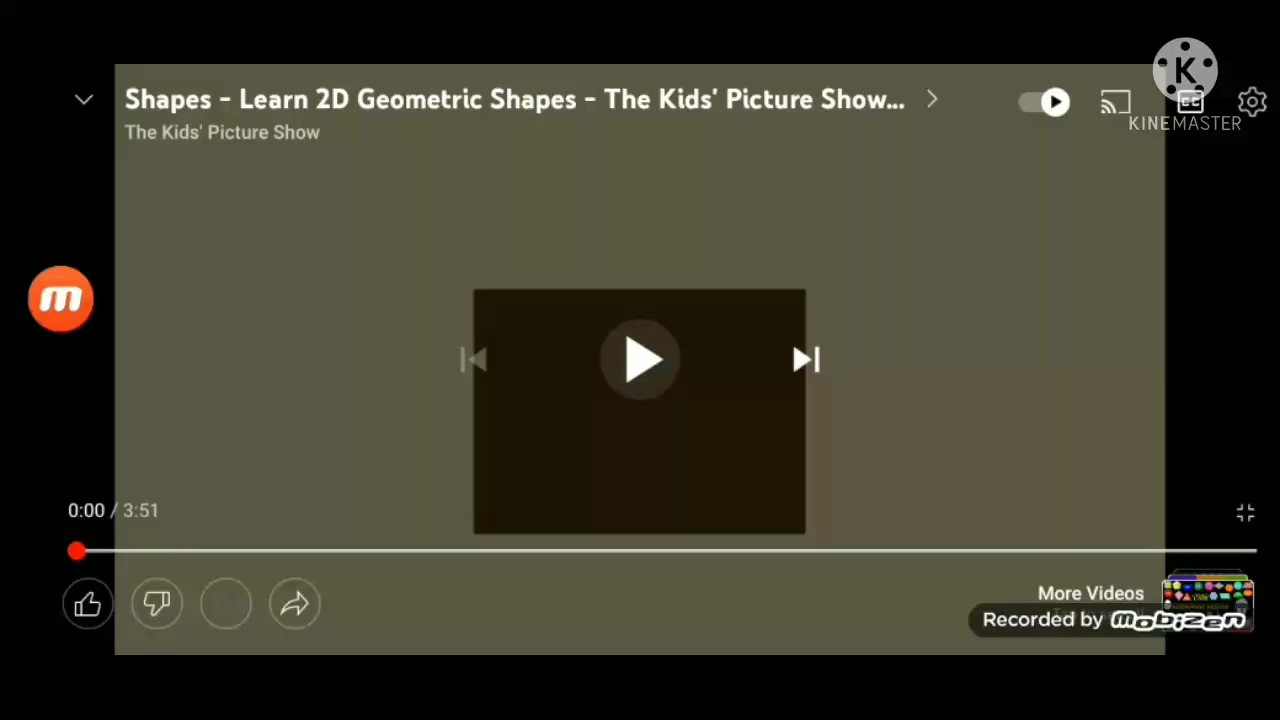 Shapes - Learn 2D Geometric Shapes - The Kids' Picture Show...
The Kids' Picture Show
K
CC
KINEMASTER
m
0:00 / 3:51
More Videos
Recorded by mobizen